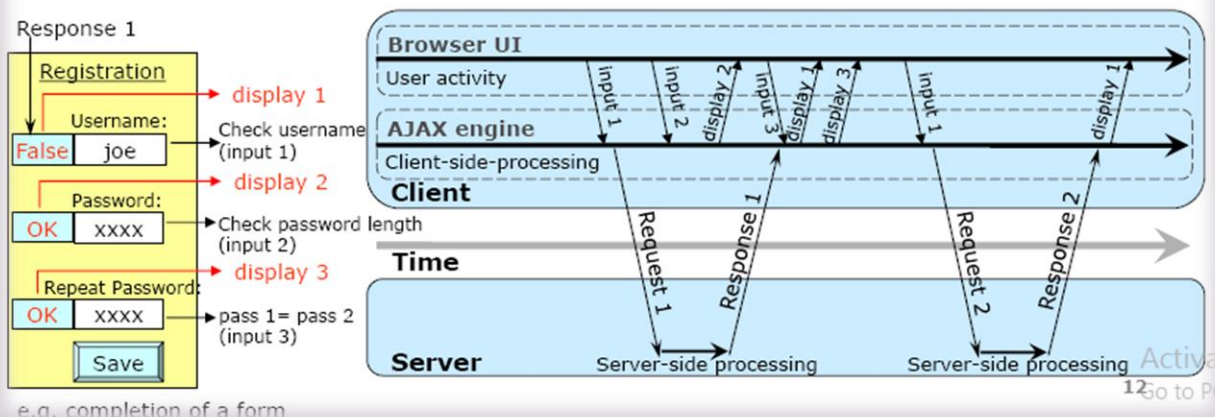 Response 1
Registration
display 1
Username:
False
joe
Check username
(input 1)
display 2
Password:
OK
xxxx
Check password length
(input 2)
display 3
Repeat Password:
OK
xxxx
pass 1= pass 2
(input 3)
Save
e.g. completion of a form
Browser UI
User activity
input 1
input 2
display 2
input 3
display 1
display 3
input 1
display 1
AJAX engine
Client-side-processing
Client
Request 1
Response 1
Request 2
Response 2
Time
Server
Server-side processing
Server-side processing
12
Activa
Go to P